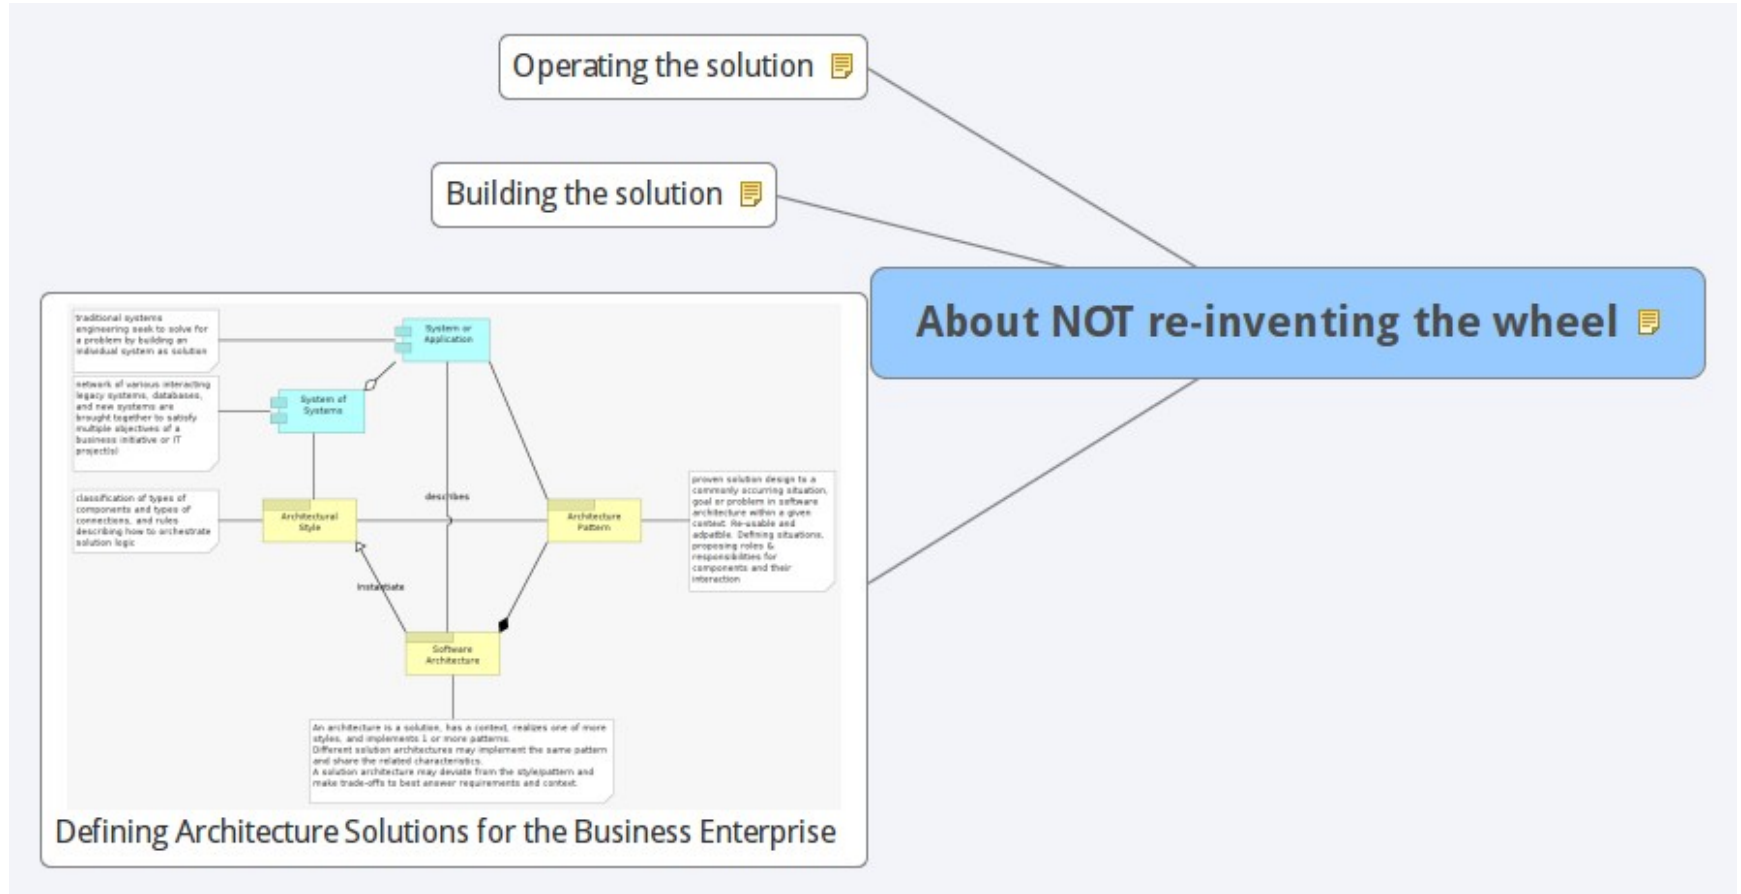 Operating the solution
Building the solution
About NOT re-inventing the wheel
traditional systems
engineering seek to solve for
a problem by building an
individual system as solution
System or
Application
network of various interacting
legacy systems, databases,
and new systems are
brought together to satisfy
multiple objectives of a
business initiative or IT
project(s)
System of
Systems
classification of types of
components and types of
connections, and rules
describing how to orchestrate
solution logic
Architectural
Style
describes
Architecture
Pattern
proven solution design to a
commonly occurring situation,
goal or problem in software
architecture within a given
context. Re-usable and
adpatble. Defining situations,
proposing roles &
responsibilities for
components and their
interaction
Instantiate
Software
Architecture
An architecture is a solution, has a context, realizes one of more
styles, and implements 1 or more patterns.
Different solution architectures may implement the same pattern
and share the related characteristics.
A solution architecture may deviate from the style/pattern and
make trade-offs to best answer requirements and context.
Defining Architecture Solutions for the Business Enterprise